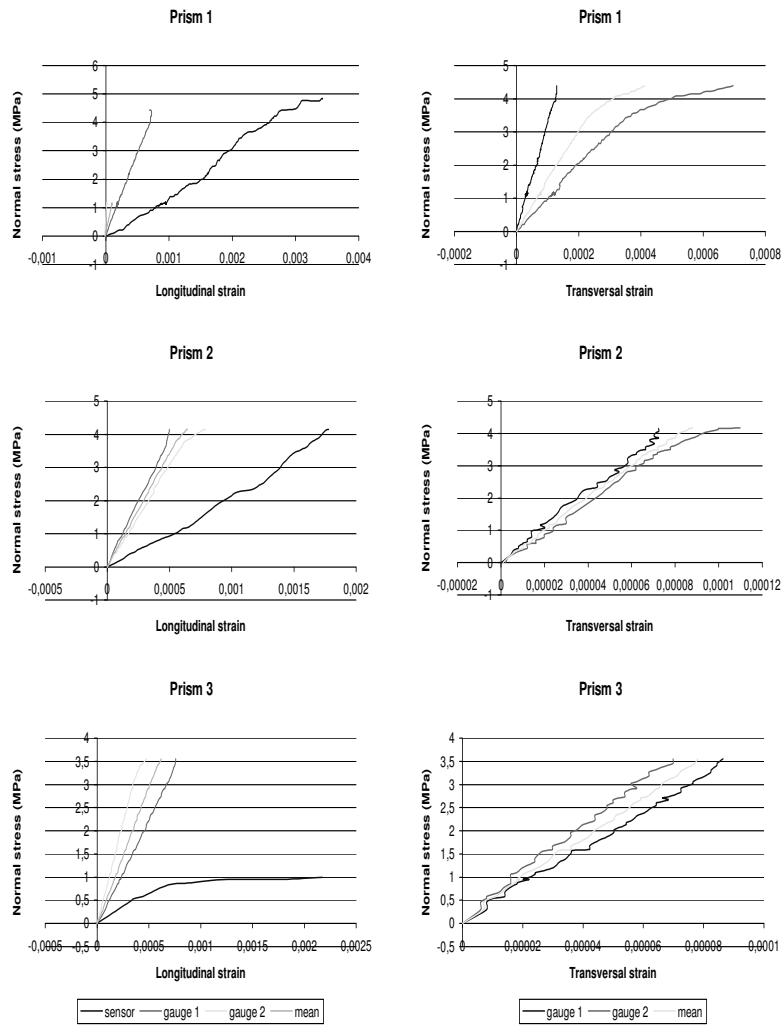 Prism 1
Normal stress (MPa)
6
5
4
3
2
1
0
-1
-0,001 0 0,001 0,002 0,003 0,004
Longitudinal strain
Prism 1
Normal stress (MPa)
5
4
3
2
1
0
-1
-0,0002 0 0,0002 0,0004 0,0006 0,0008
Transversal strain
Prism 2
Normal stress (MPa)
5
4
3
2
1
0
-1
-0,0005 0 0,0005 0,001 0,0015 0,002
Longitudinal strain
Prism 2
Normal stress (MPa)
5
4
3
2
1
0
-1
-0,00002 0 0,00002 0,00004 0,00006 0,00008 0,0001 0,00012
Transversal strain
Prism 3
Normal stress (MPa)
4
3,5
3
2,5
2
1,5
1
0,5
0
-0,5
-0,0005 0 0,0005 0,001 0,0015 0,002 0,0025
Longitudinal strain
Prism 3
Normal stress (MPa)
4
3,5
3
2,5
2
1,5
1
0,5
0
-0,5
0 0,00002 0,00004 0,00006 0,00008 0,0001
Transversal strain
sensor gauge 1 gauge 2 mean
gauge 1 gauge 2 mean